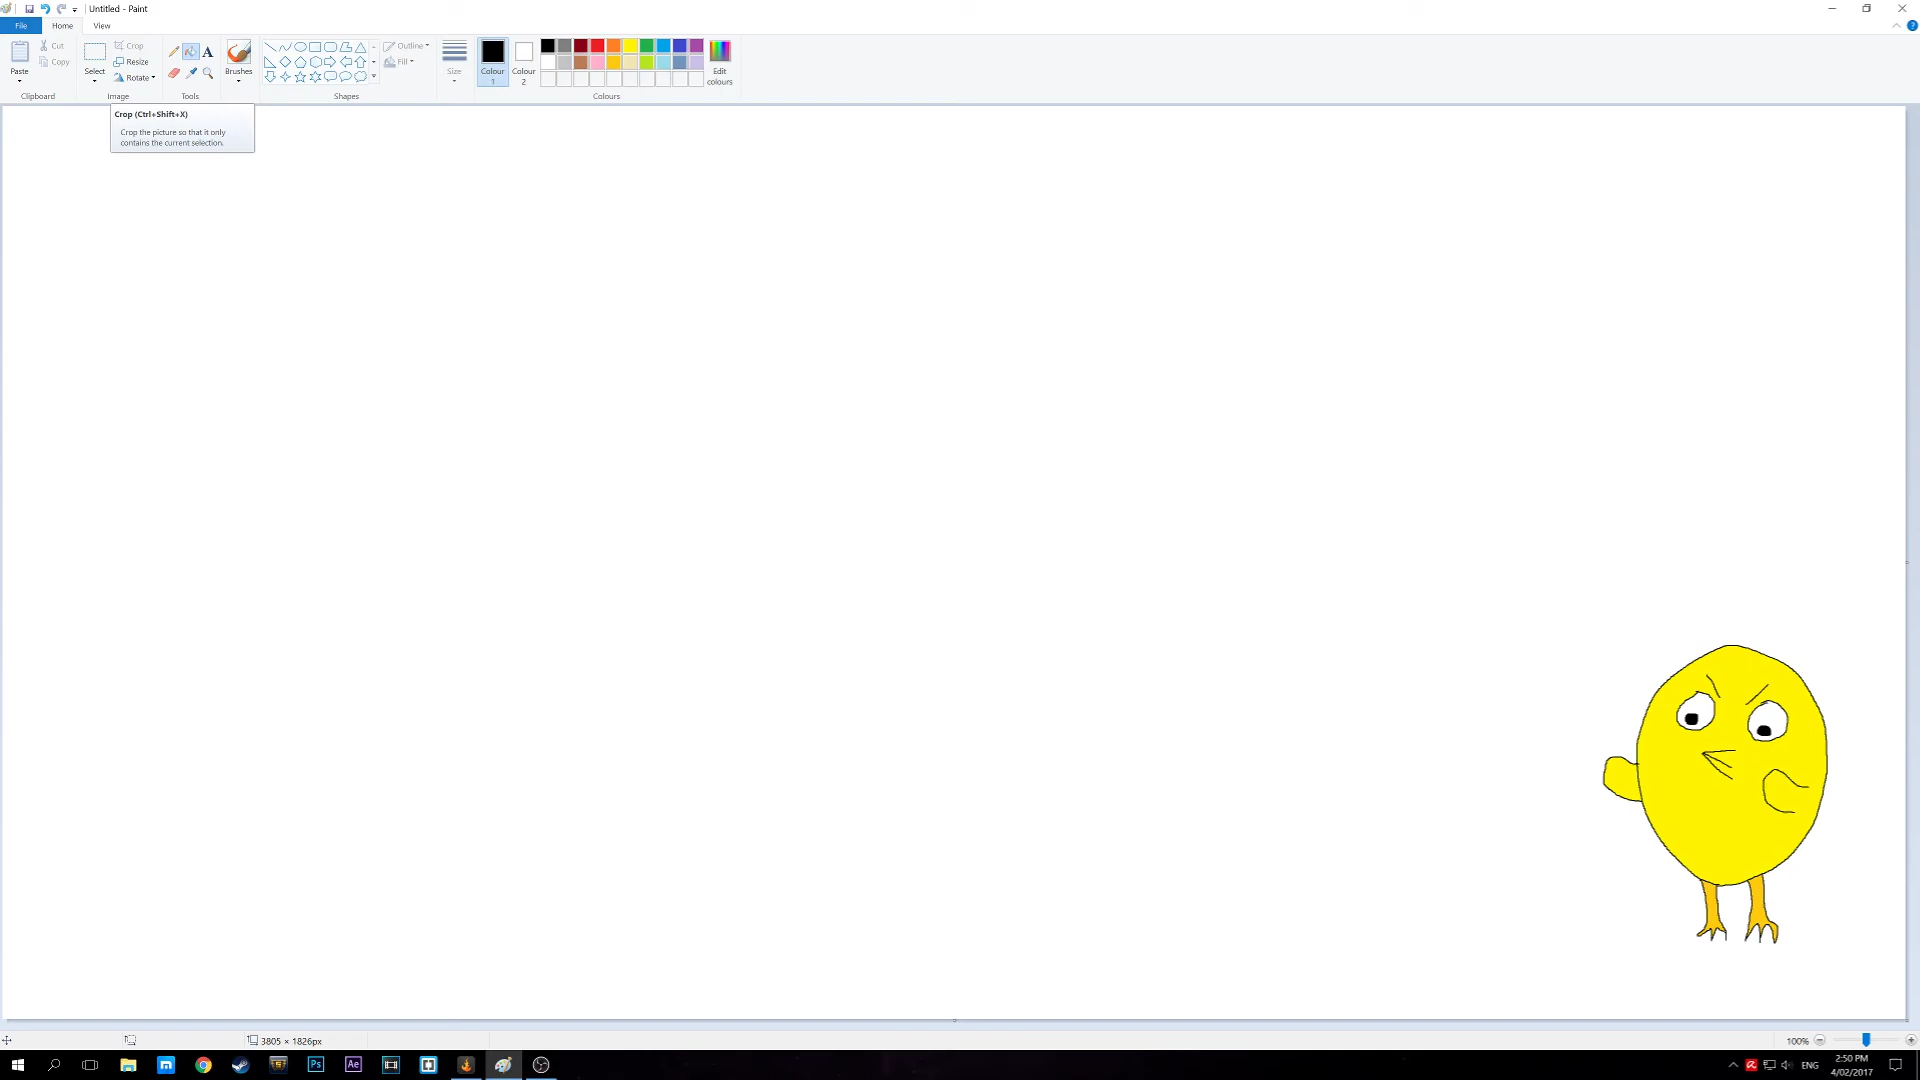 Untitled - Paint
File Home View
Paste
Cut
Copy
Clipboard
Select
Crop
Resize
Rotate
Image
A
Tools
Brushes
Shapes
Outline
Fill
Size
Colour 1
Colour 2
Edit colours
Colours
Crop (Ctrl+Shift+X)
Crop the picture so that it only
contains the current selection.
3805 × 1826px
100%
Ps
Ae
ENG
2:50 PM
4/02/2017